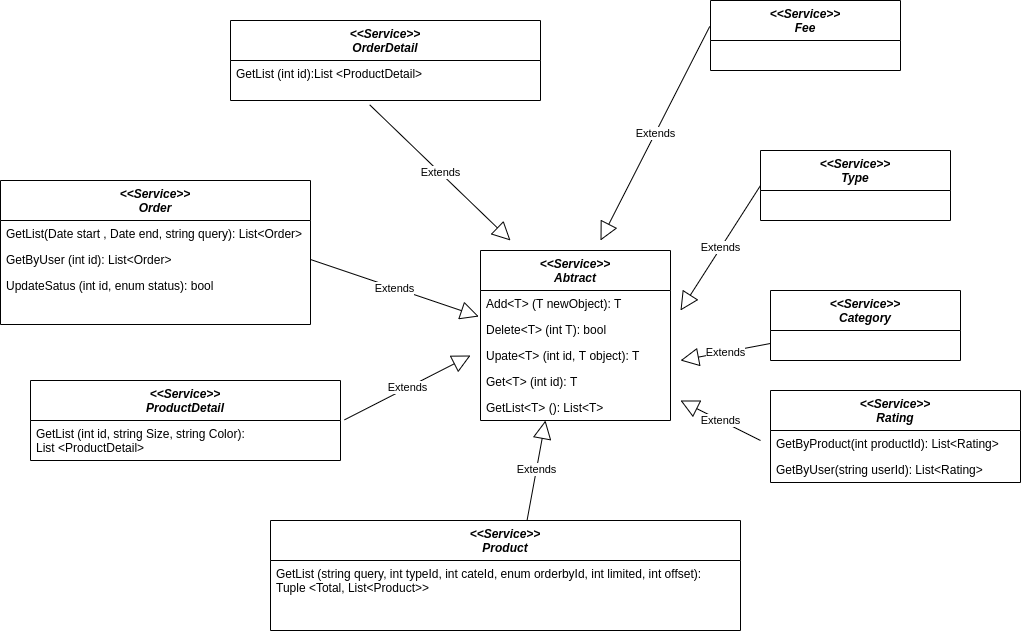 <<Service>>
Fee
<<Service>>
OrderDetail
GetList (int id):List <ProductDetail>
Extends
<<Service>>
Type
Extends
<<Service>>
Order
GetList(Date start , Date end, string query): List<Order>
GetByUser (int id): List<Order>
UpdateSatus (int id, enum status): bool
Extends
Extends
<<Service>>
Abtract
Add<T> (T newObject): T
Delete<T> (int T): bool
Upate<T> (int id, T object): T
Get<T> (int id): T
GetList<T> (): List<T>
<<Service>>
Category
Extends
<<Service>>
ProductDetail
GetList (int id, string Size, string Color):
List <ProductDetail>
Extends
<<Service>>
Rating
GetByProduct(int productId): List<Rating>
GetByUser(string userId): List<Rating>
Extends
Extends
<<Service>>
Product
GetList (string query, int typeId, int cateId, enum orderbyId, int limited, int offset):
Tuple <Total, List<Product>>